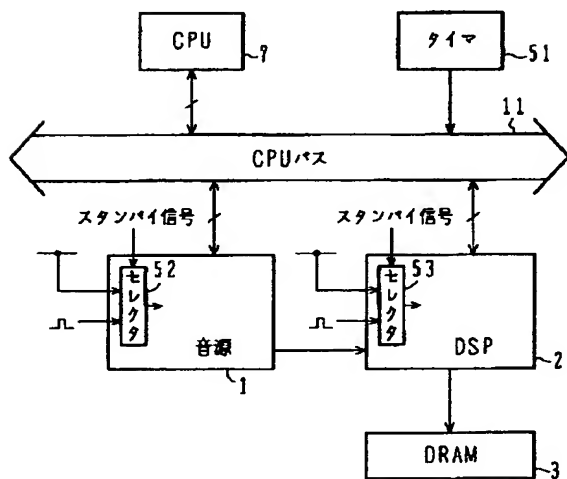 CPU
9
タイマ
51
11
CPUバス
スタンバイ信号
スタンバイ信号
セレクタ
52
音源
1
セレクタ
53
DSP
2
DRAM
3